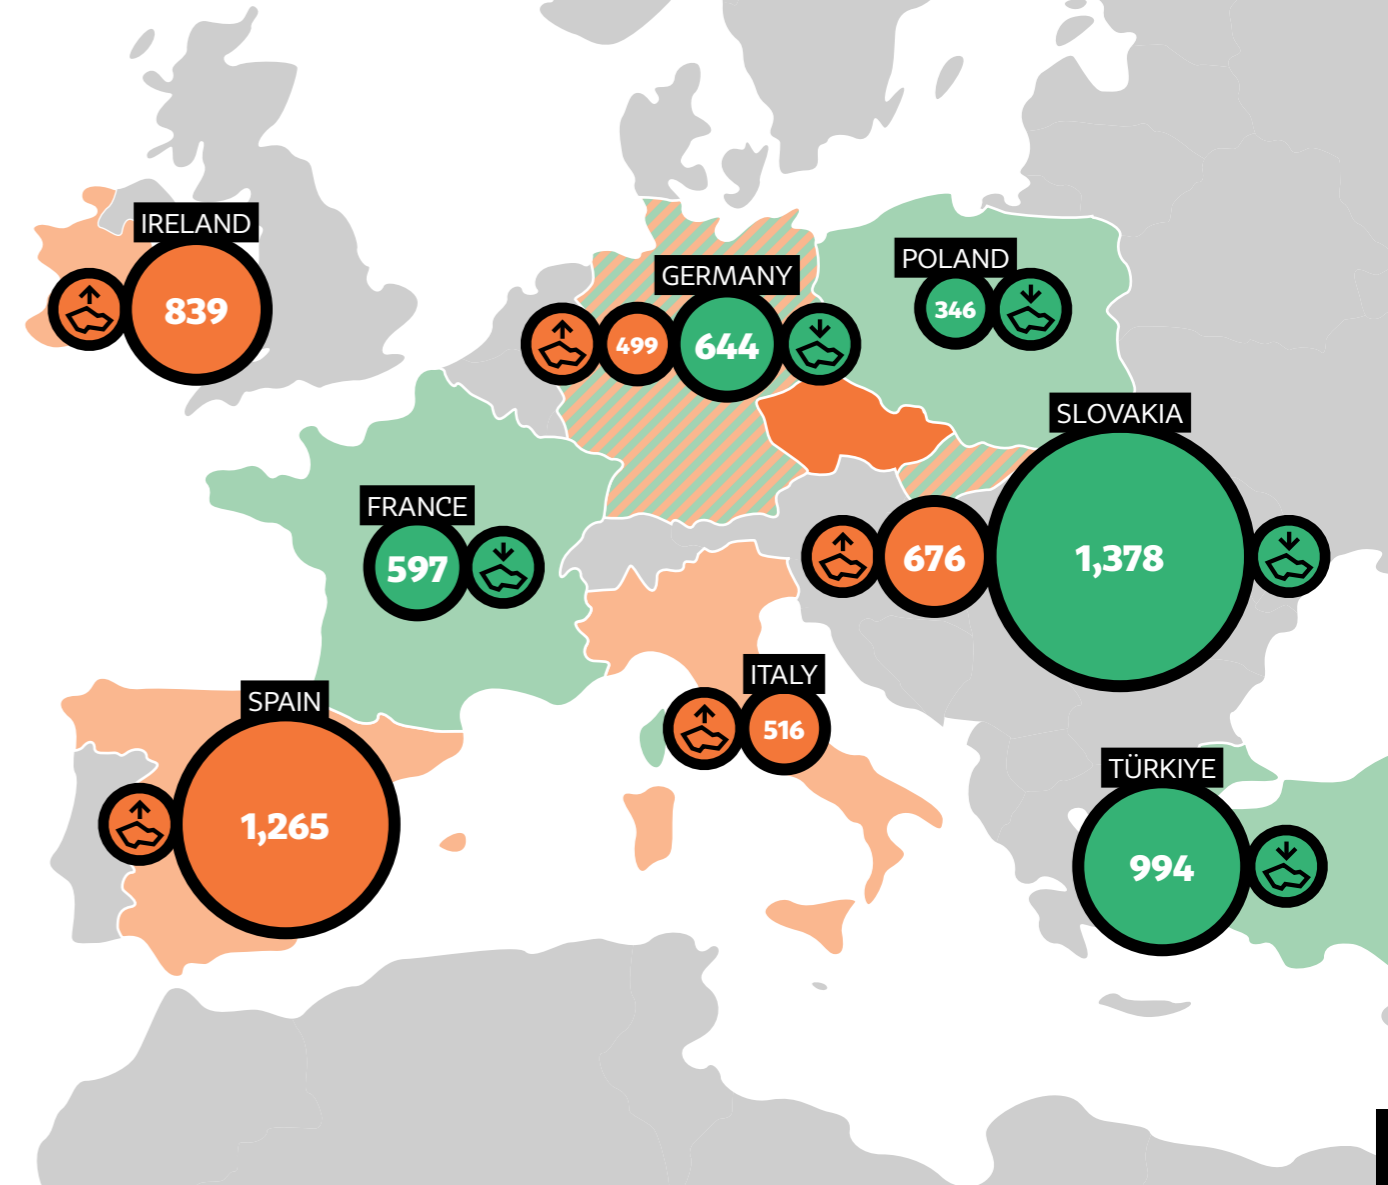 IRELAND
839
GERMANY
499
644
POLAND
346
SLOVAKIA
676
1,378
FRANCE
597
ITALY
516
SPAIN
1,265
TÜRKIYE
994